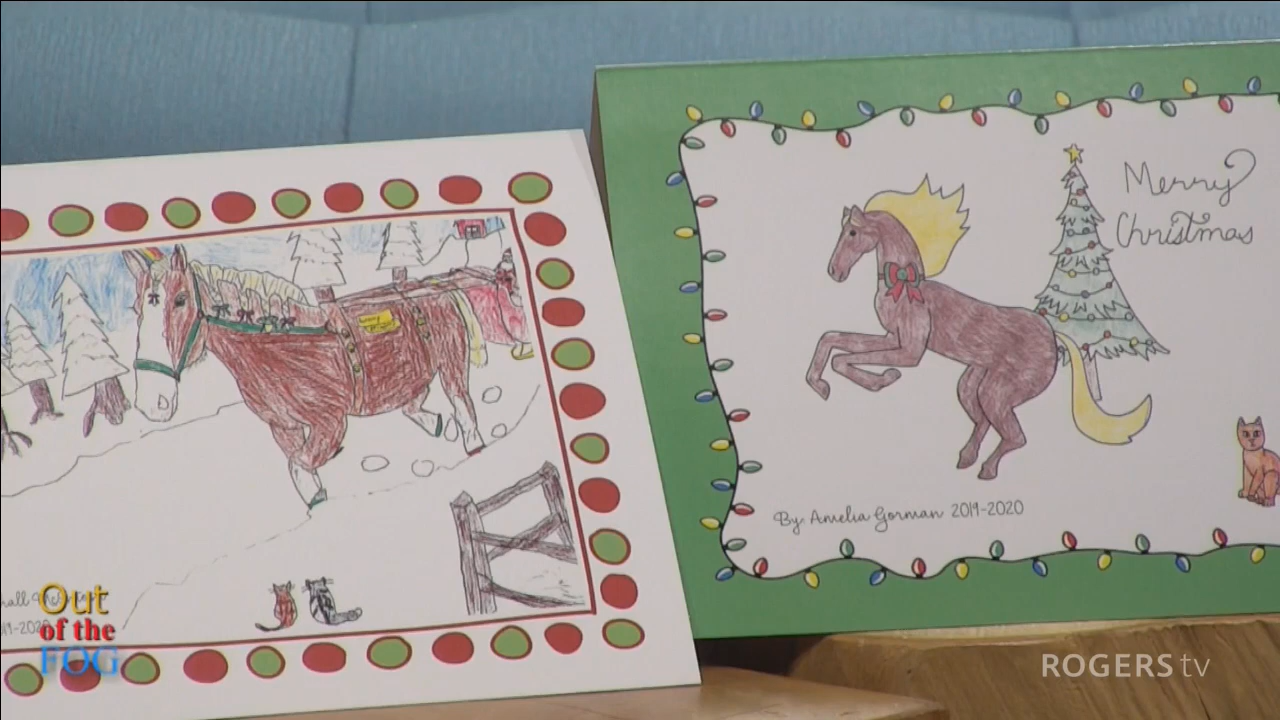 Merry
Christmas
By: Amelia Gorman 2019-2020
Out
of the
FOG
ROGERS tv